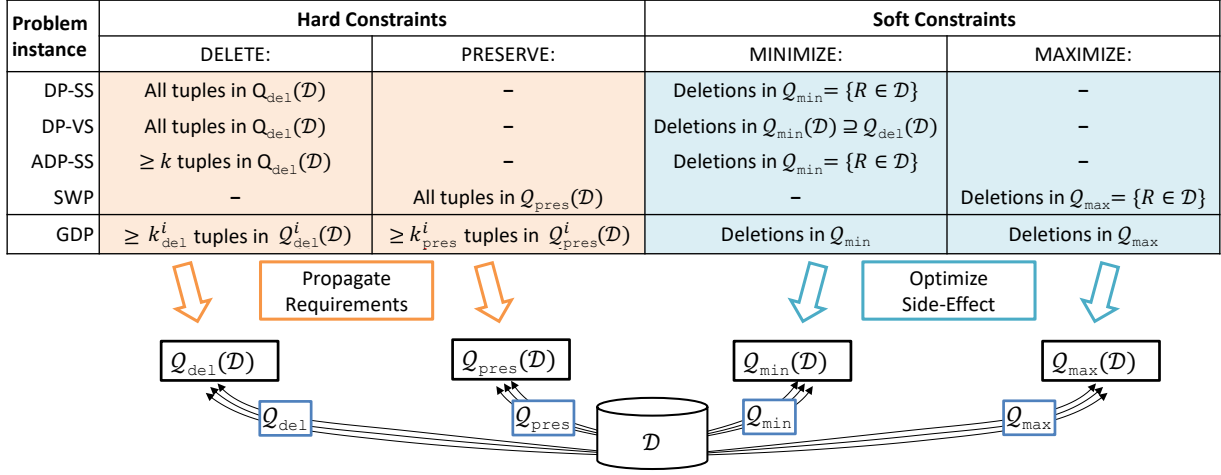 Problem instance | Hard Constraints | Soft Constraints
DELETE: | PRESERVE: | MINIMIZE: | MAXIMIZE:
DP-SS | All tuples in Q_del(𝒟) | – | Deletions in 𝒬_min = {R ∈ 𝒟} | –
DP-VS | All tuples in Q_del(𝒟) | – | Deletions in 𝒬_min(𝒟) ⊇ 𝒬_del(𝒟) | –
ADP-SS | ≥ k tuples in Q_del(𝒟) | – | Deletions in 𝒬_min = {R ∈ 𝒟} | –
SWP | – | All tuples in 𝒬_pres(𝒟) | – | Deletions in 𝒬_max = {R ∈ 𝒟}
GDP | ≥ k^i_del tuples in 𝒬^i_del(𝒟) | ≥ k^i_pres tuples in 𝒬^i_pres(𝒟) | Deletions in 𝒬_min | Deletions in 𝒬_max
Propagate
Requirements
Optimize
Side-Effect
𝒬_del(𝒟)
𝒬_pres(𝒟)
𝒬_min(𝒟)
𝒬_max(𝒟)
𝒬_del
𝒬_pres
𝒟
𝒬_min
𝒬_max